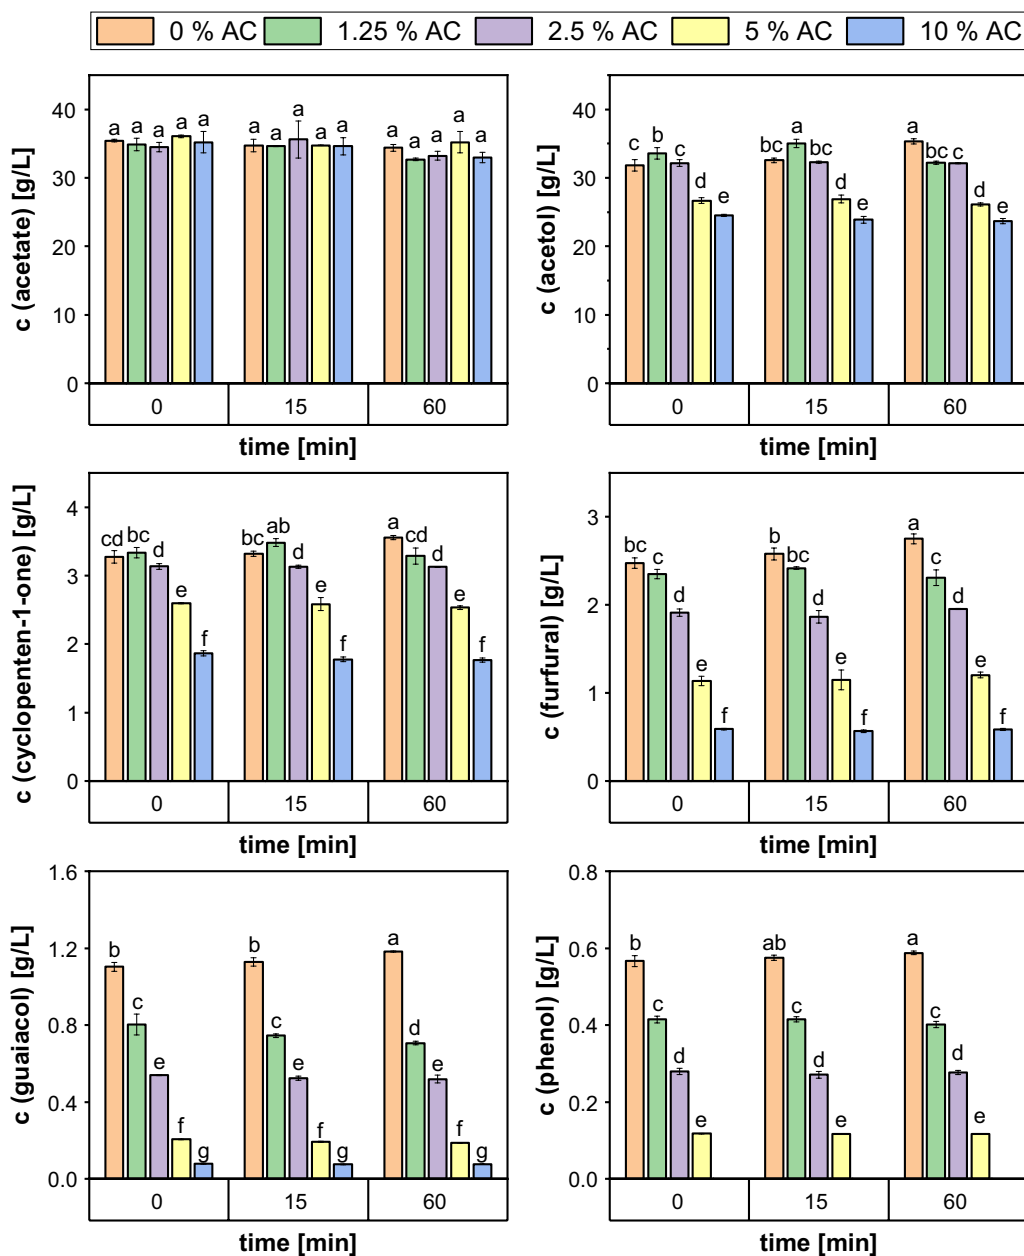 0 % AC 1.25 % AC 2.5 % AC 5 % AC 10 % AC
c (acetate) [g/L]
40
30
20
10
0
a a a a a a a a a a a a a a a
0 15 60
time [min]
c (acetol) [g/L]
40
30
20
10
0
c b c d e bc a bc d e a bc c d e
0 15 60
time [min]
c (cyclopenten-1-one) [g/L]
4
3
2
1
0
cd bc d e f bc ab d e f a cd d e f
0 15 60
time [min]
c (furfural) [g/L]
3
2
1
0
bc c d e f b bc d e f a c d e f
0 15 60
time [min]
c (guaiacol) [g/L]
1.6
1.2
0.8
0.4
0.0
b c e f g b c e f g a d e f g
0 15 60
time [min]
c (phenol) [g/L]
0.8
0.6
0.4
0.2
0.0
b c d e ab c d e a c d e
0 15 60
time [min]